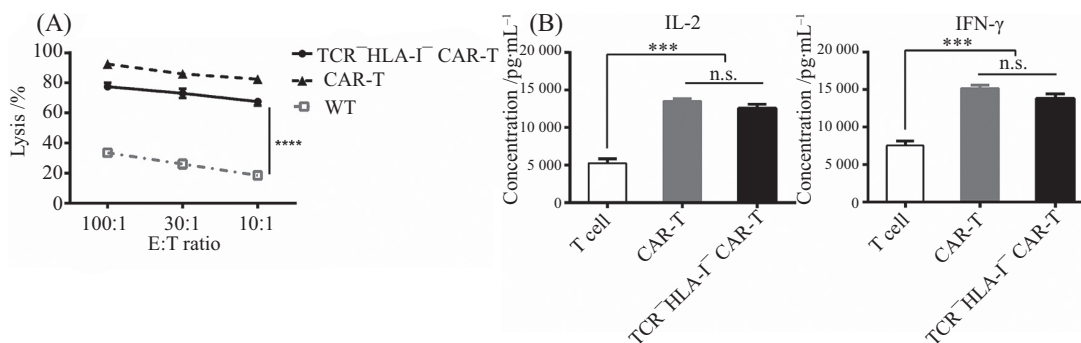 (A)
100
80
60
40
20
0
Lysis /%
100:1
30:1
10:1
E:T ratio
****
TCR⁻HLA-I⁻ CAR-T
CAR-T
WT
(B)
IL-2
Concentration /pg·mL⁻¹
20 000
15 000
10 000
5 000
0
***
n.s.
T cell
CAR-T
TCR⁻HLA-I⁻ CAR-T
IFN-γ
Concentration /pg·mL⁻¹
20 000
15 000
10 000
5 000
0
***
n.s.
T cell
CAR-T
TCR⁻HLA-I⁻ CAR-T